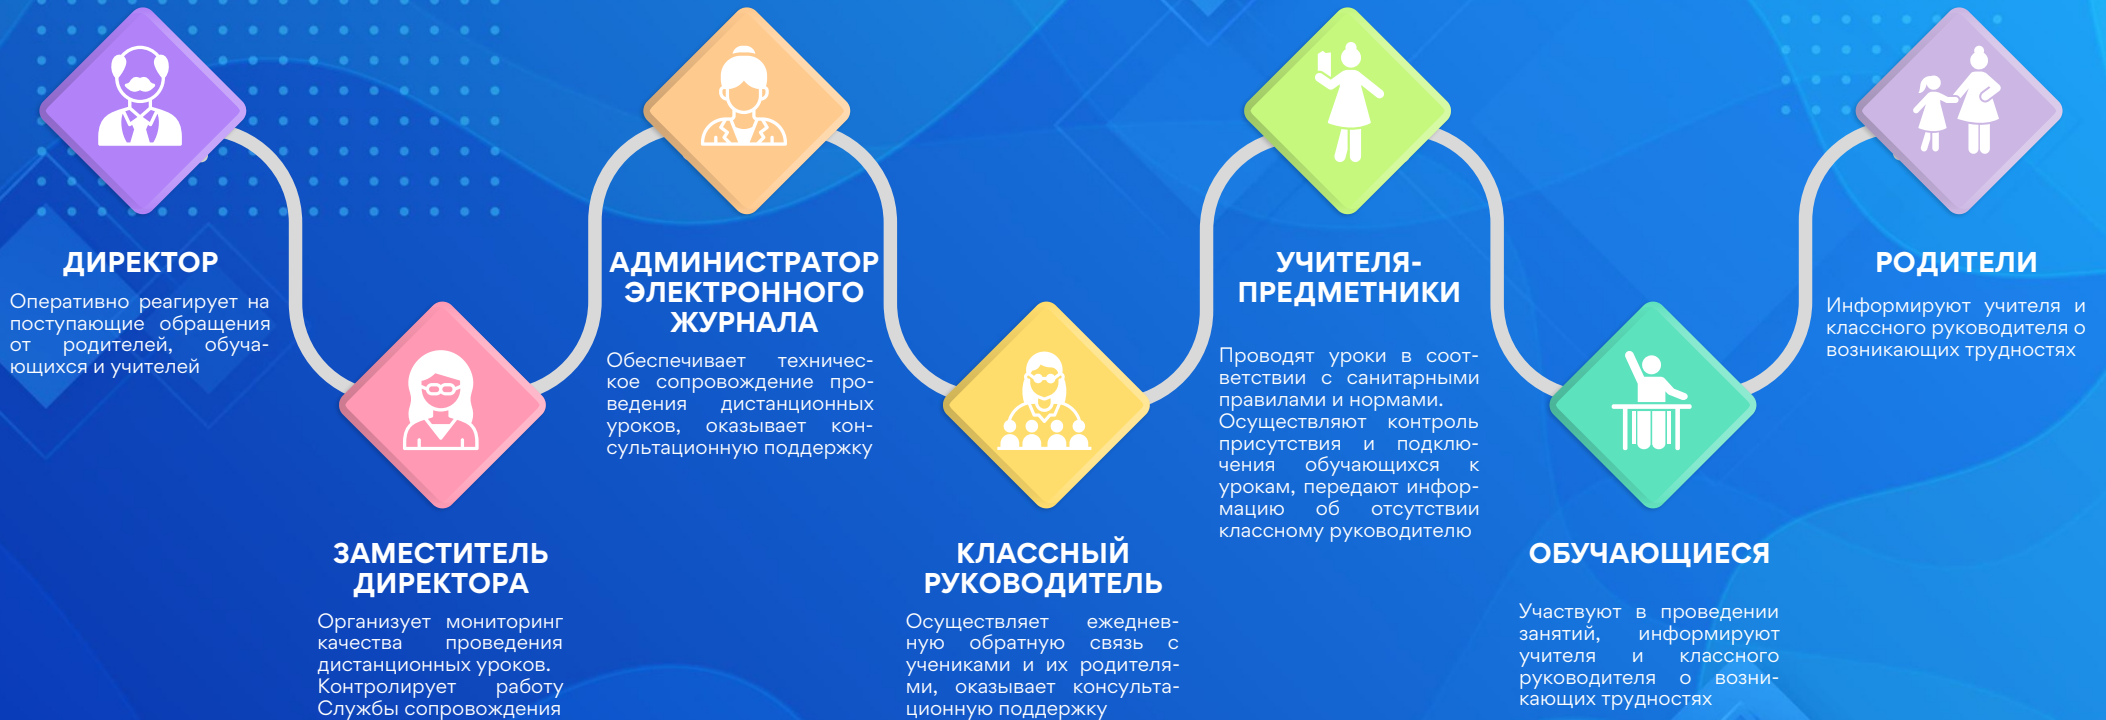 ДИРЕКТОР
Оперативно реагирует на
поступающие обращения
от родителей, обуча-
ющихся и учителей
ЗАМЕСТИТЕЛЬ
ДИРЕКТОРА
Организует мониторинг
качества проведения
дистанционных уроков.
Контролирует работу
Службы сопровождения
АДМИНИСТРАТОР
ЭЛЕКТРОННОГО
ЖУРНАЛА
Обеспечивает техничес-
кое сопровождение про-
ведения дистанционных
уроков, оказывает кон-
сультационную поддержку
КЛАССНЫЙ
РУКОВОДИТЕЛЬ
Осуществляет ежеднев-
ную обратную связь с
учениками и их родителя-
ми, оказывает консульта-
ционную поддержку
УЧИТЕЛЯ-
ПРЕДМЕТНИКИ
Проводят уроки в соот-
ветствии с санитарными
правилами и нормами.
Осуществляют контроль
присутствия и подклю-
чения обучающихся к
урокам, передают инфор-
мацию об отсутствии
классному руководителю
ОБУЧАЮЩИЕСЯ
Участвуют в проведении
занятий, информируют
учителя и классного
руководителя о возни-
кающих трудностях
РОДИТЕЛИ
Информируют учителя и
классного руководителя о
возникающих трудностях